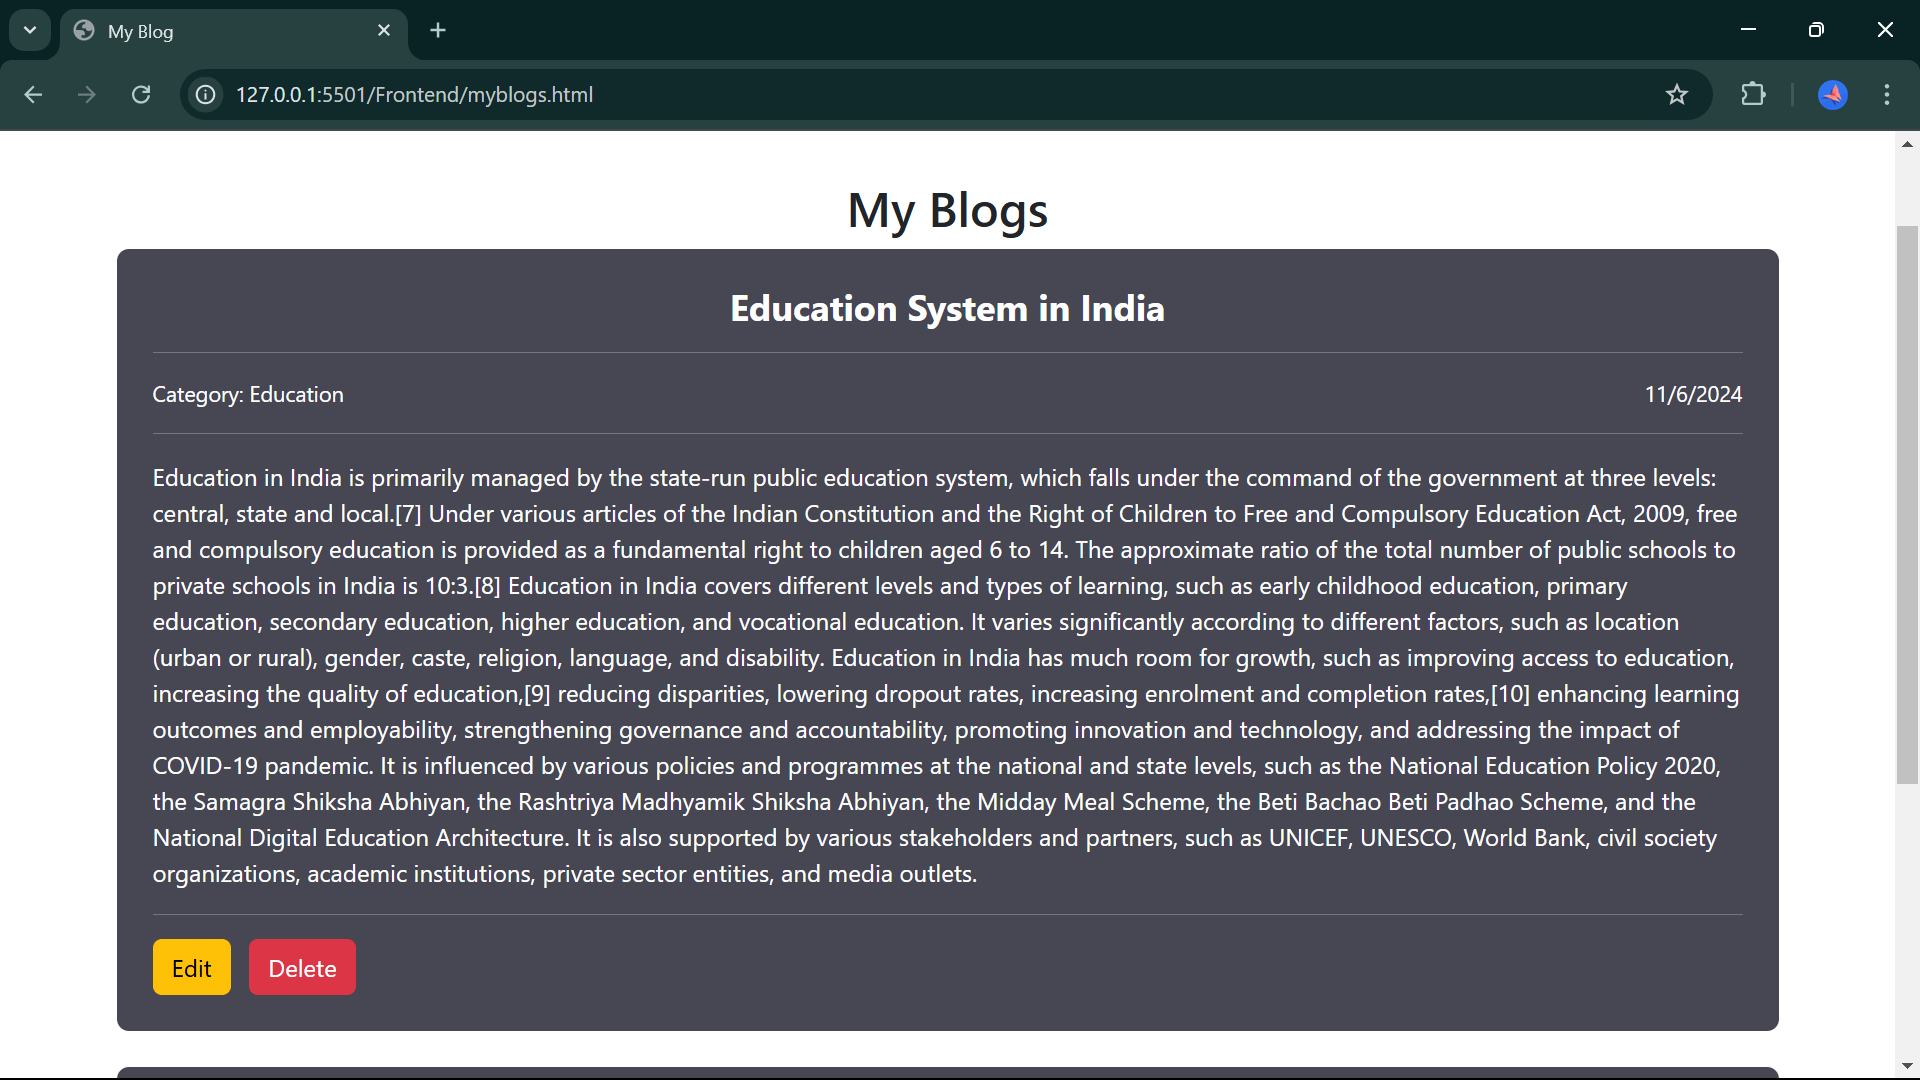 My Blog
127.0.0.1:5501/Frontend/myblogs.html
My Blogs
Education System in India
Category: Education
11/6/2024
Education in India is primarily managed by the state-run public education system, which falls under the command of the government at three levels:
central, state and local.[7] Under various articles of the Indian Constitution and the Right of Children to Free and Compulsory Education Act, 2009, free
and compulsory education is provided as a fundamental right to children aged 6 to 14. The approximate ratio of the total number of public schools to
private schools in India is 10:3.[8] Education in India covers different levels and types of learning, such as early childhood education, primary
education, secondary education, higher education, and vocational education. It varies significantly according to different factors, such as location
(urban or rural), gender, caste, religion, language, and disability. Education in India has much room for growth, such as improving access to education,
increasing the quality of education,[9] reducing disparities, lowering dropout rates, increasing enrolment and completion rates,[10] enhancing learning
outcomes and employability, strengthening governance and accountability, promoting innovation and technology, and addressing the impact of
COVID-19 pandemic. It is influenced by various policies and programmes at the national and state levels, such as the National Education Policy 2020,
the Samagra Shiksha Abhiyan, the Rashtriya Madhyamik Shiksha Abhiyan, the Midday Meal Scheme, the Beti Bachao Beti Padhao Scheme, and the
National Digital Education Architecture. It is also supported by various stakeholders and partners, such as UNICEF, UNESCO, World Bank, civil society
organizations, academic institutions, private sector entities, and media outlets.
Edit
Delete